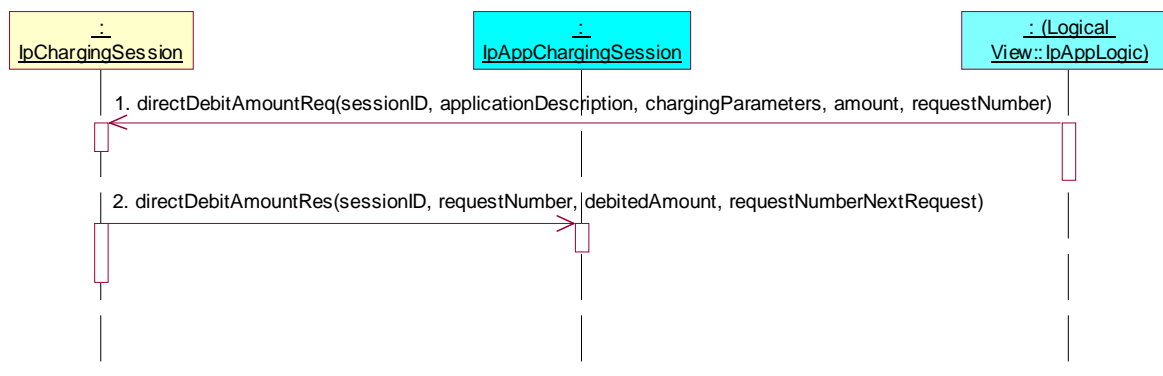 :
IpChargingSession
:
IpAppChargingSession
: (Logical
View::IpAppLogic)
1. directDebitAmountReq(sessionID, applicationDescription, chargingParameters, amount, requestNumber)
2. directDebitAmountRes(sessionID, requestNumber, debitedAmount, requestNumberNextRequest)